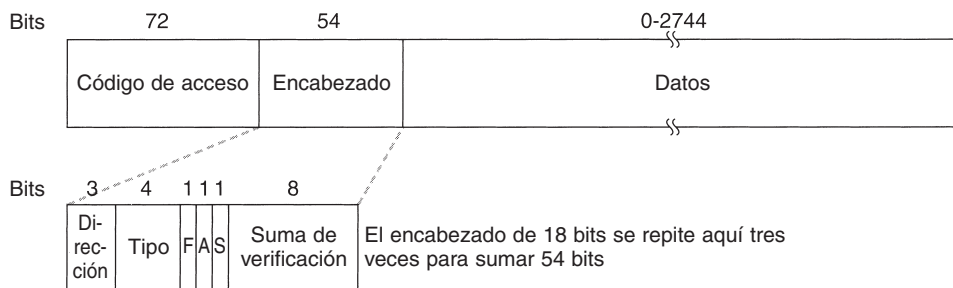 Bits 72 54 0-2744
Código de acceso Encabezado Datos
Bits 3 4 1 1 1 8
Di-
rec-
ción
Tipo F A S
Suma de
verificación
El encabezado de 18 bits se repite aquí tres
veces para sumar 54 bits